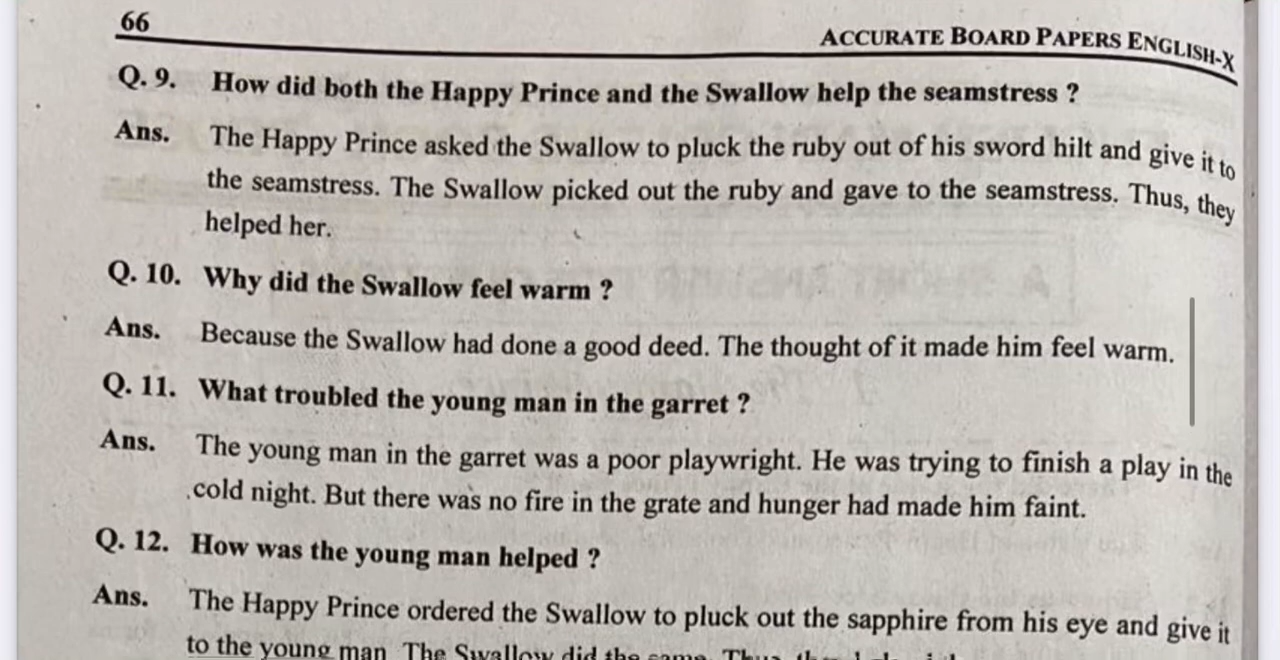 66
ACCURATE BOARD PAPERS ENGLISH-X
Q. 9. How did both the Happy Prince and the Swallow help the seamstress ?
Ans. The Happy Prince asked the Swallow to pluck the ruby out of his sword hilt and give it to
the seamstress. The Swallow picked out the ruby and gave to the seamstress. Thus, they
helped her.
Q. 10. Why did the Swallow feel warm ?
Ans. Because the Swallow had done a good deed. The thought of it made him feel warm.
Q. 11. What troubled the young man in the garret ?
Ans. The young man in the garret was a poor playwright. He was trying to finish a play in the
cold night. But there was no fire in the grate and hunger had made him faint.
Q. 12. How was the young man helped ?
Ans. The Happy Prince ordered the Swallow to pluck out the sapphire from his eye and give it
to the young man The Swallow did the same. Thus